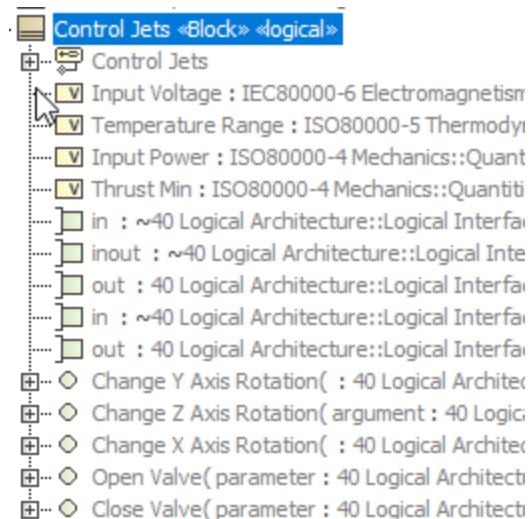 Control Jets «Block» «logical»
Control Jets
V Input Voltage : IEC80000-6 Electromagnetism
V Temperature Range : ISO80000-5 Thermodyn
V Input Power : ISO80000-4 Mechanics::Quant
V Thrust Min : ISO80000-4 Mechanics::Quantiti
in : ~40 Logical Architecture::Logical Interfac
inout : ~40 Logical Architecture::Logical Inte
out : 40 Logical Architecture::Logical Interfac
in : ~40 Logical Architecture::Logical Interfac
out : 40 Logical Architecture::Logical Interfac
Change Y Axis Rotation( : 40 Logical Architec
Change Z Axis Rotation( argument : 40 Logica
Change X Axis Rotation( : 40 Logical Architec
Open Valve( parameter : 40 Logical Architectu
Close Valve( parameter : 40 Logical Architectu